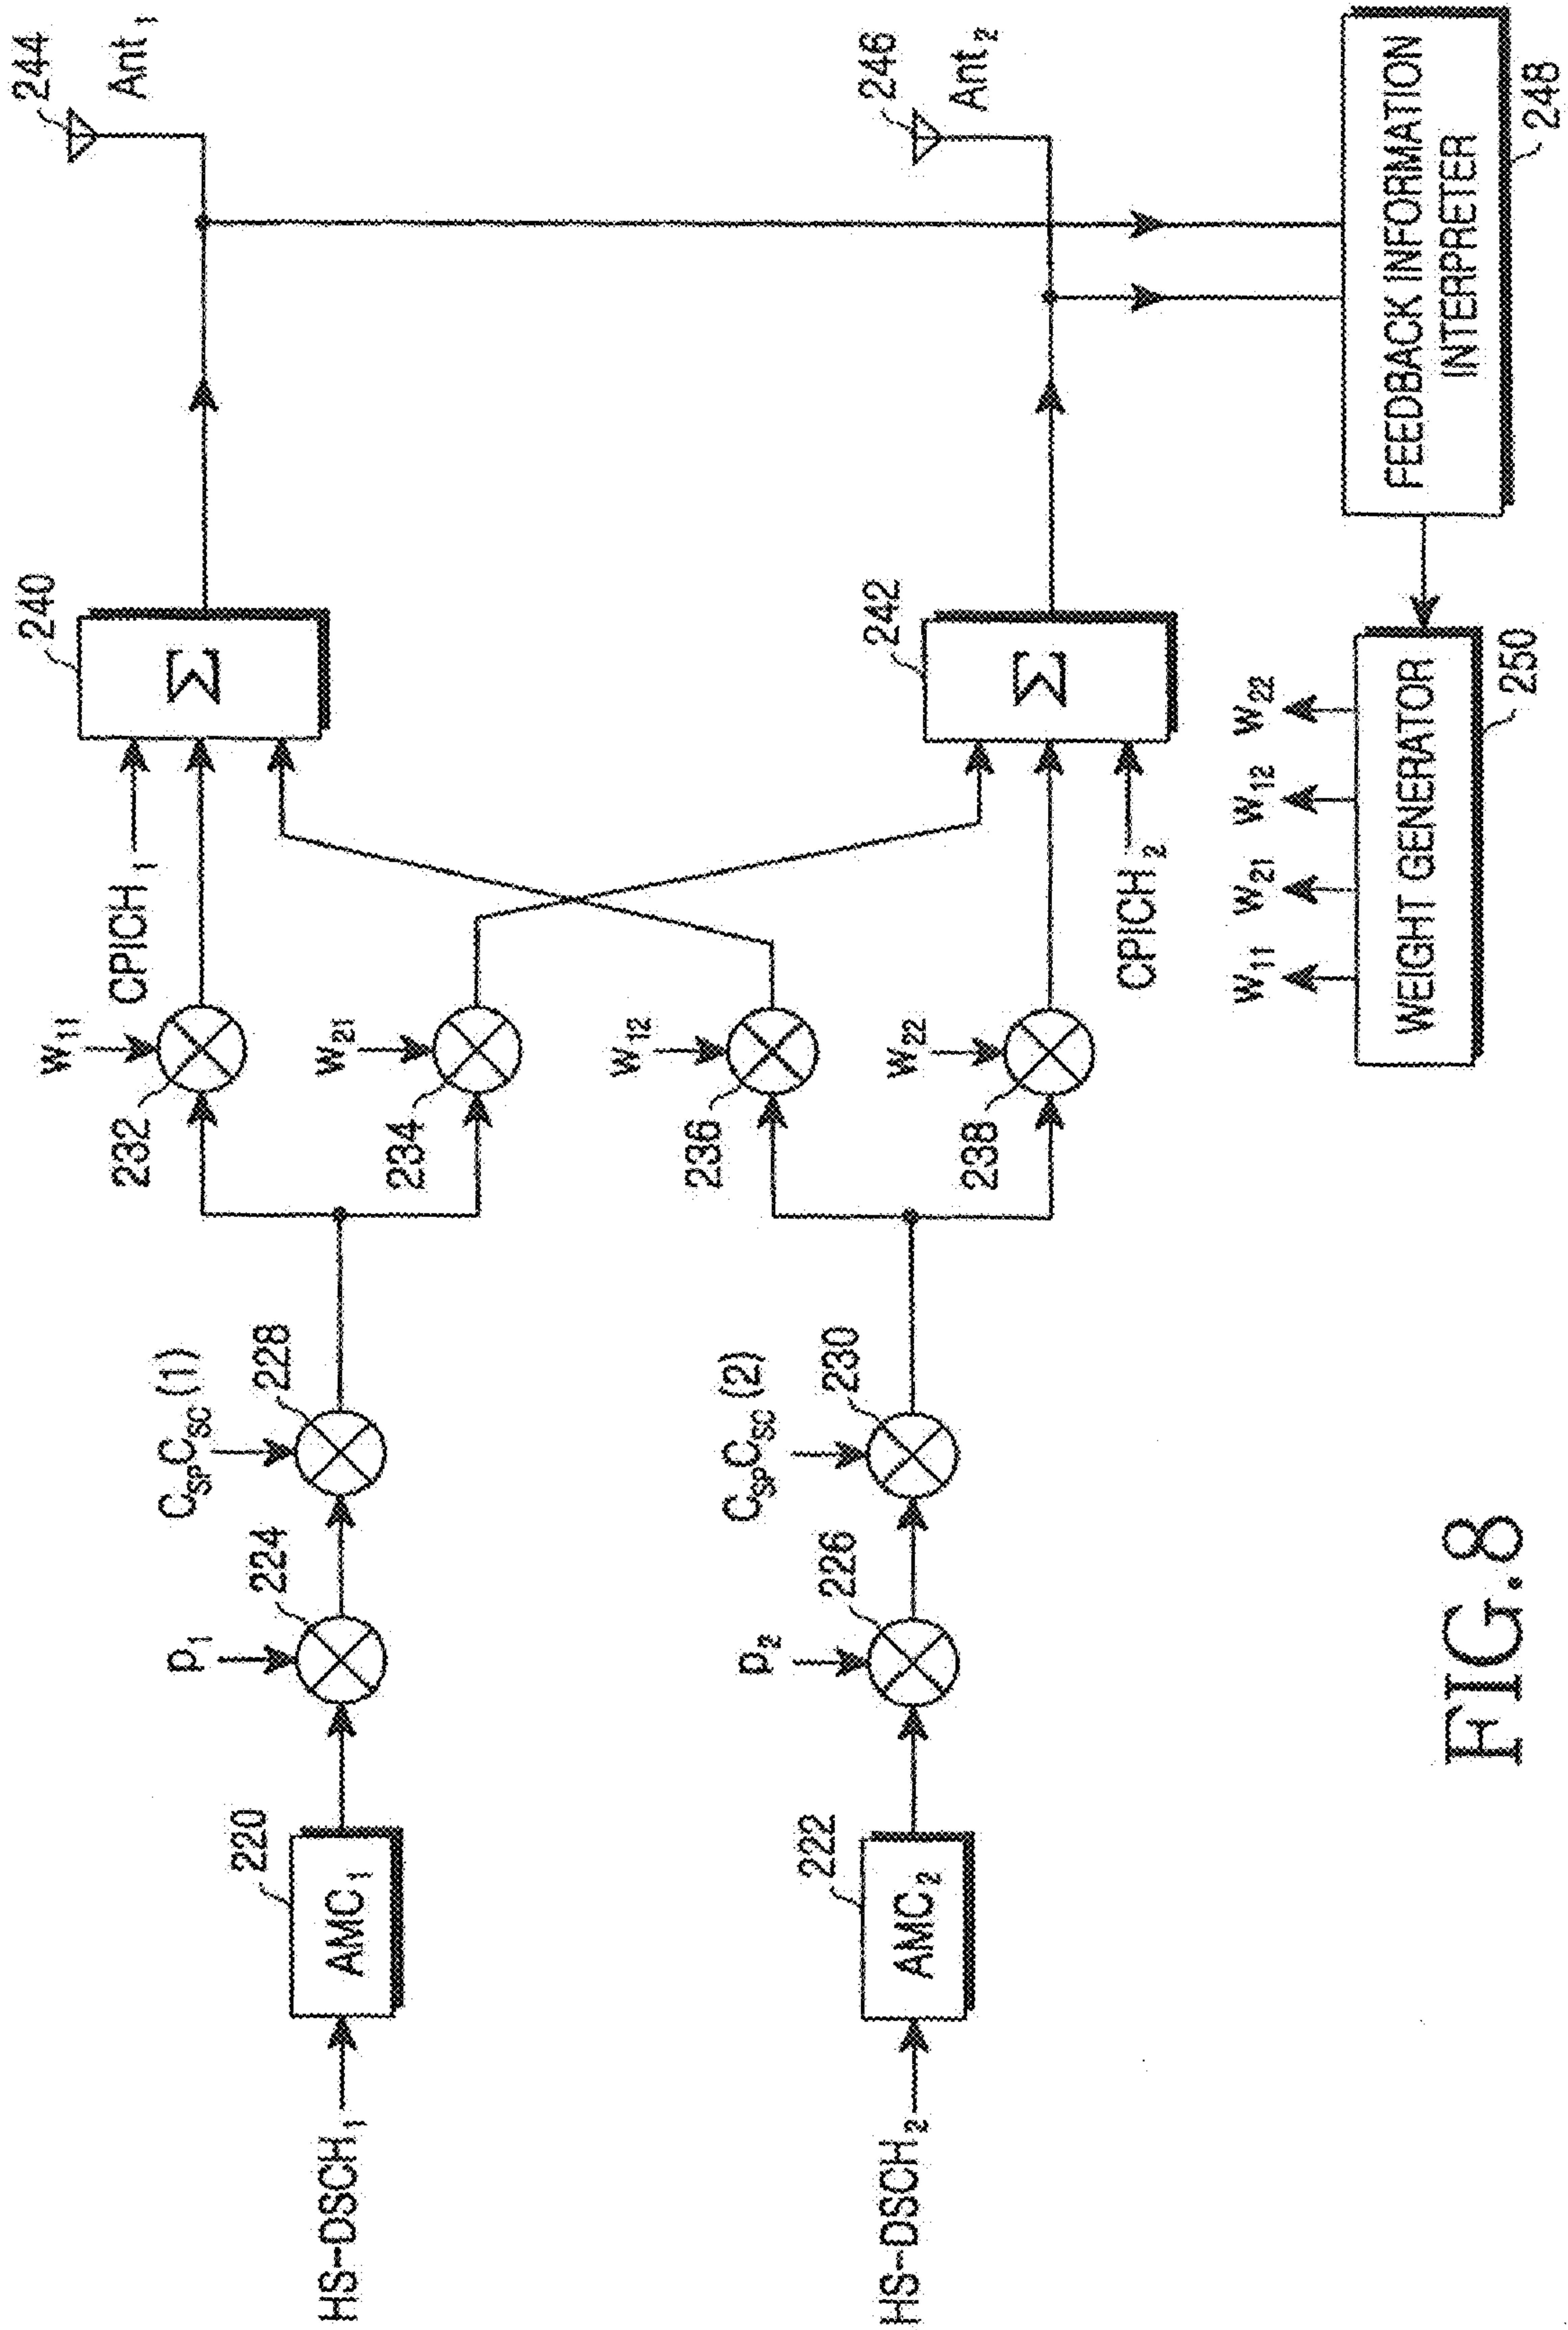 244
Ant1
240
Σ
CPICH1
W11
232
W21
234
CSPCSC (1)
228
p1
224
220
AMC1
HS-DSCH1
246
Ant2
242
Σ
CPICH2
W12
236
W22
238
CSPCSC (2)
230
p2
226
222
AMC2
HS-DSCH2
W11
W21
W12
W22
WEIGHT GENERATOR
250
FEEDBACK INFORMATION
INTERPRETER
248
FIG.8